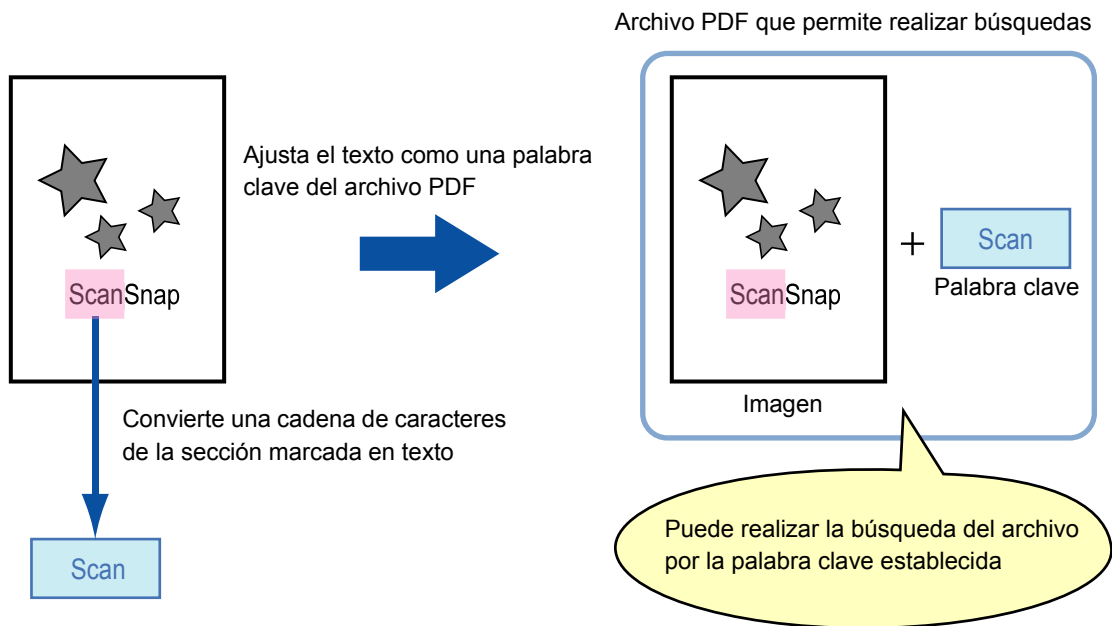 Archivo PDF que permite realizar búsquedas
Ajusta el texto como una palabra
clave del archivo PDF
ScanSnap
Convierte una cadena de caracteres
de la sección marcada en texto
Scan
ScanSnap
Imagen
+
Scan
Palabra clave
Puede realizar la búsqueda del archivo
por la palabra clave establecida